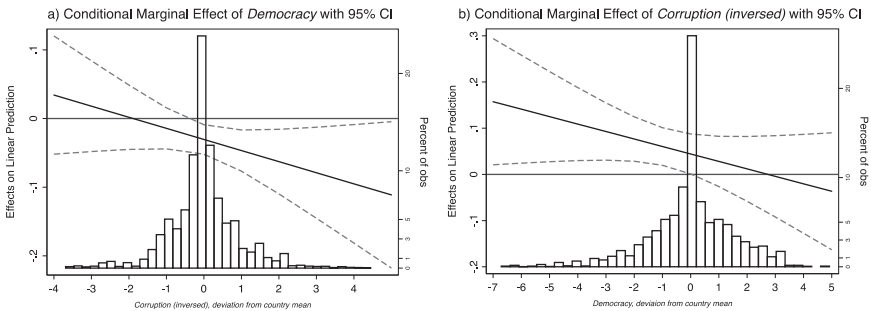 a) Conditional Marginal Effect of Democracy with 95% CI
Effects on Linear Prediction
.1
0
-.1
-.2
20
10
5
3
1
0
Percent of obs
-4 -3 -2 -1 0 1 2 3 4
Corruption (inversed), deviation from country mean
b) Conditional Marginal Effect of Corruption (inversed) with 95% CI
Effects on Linear Prediction
.3
.2
.1
0
-.1
-.2
20
10
5
3
1
0
Percent of obs
-7 -6 -5 -4 -3 -2 -1 0 1 2 3 4 5
Democracy, deviaion from country mean